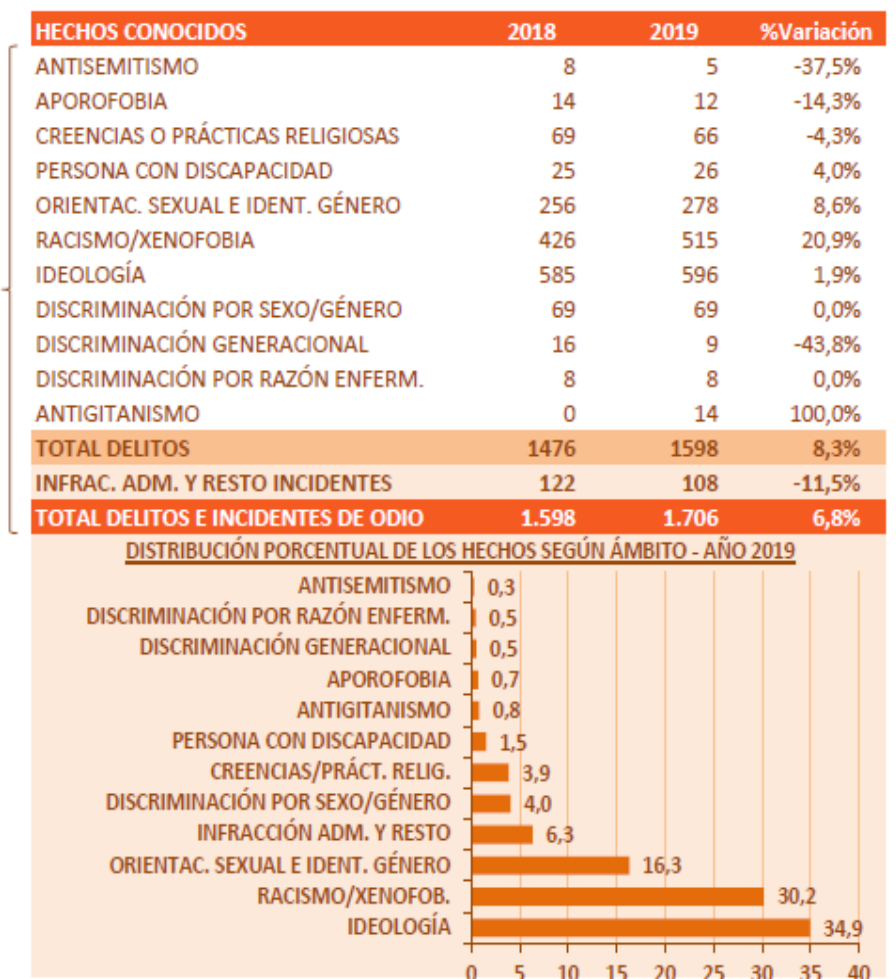 HECHOS CONOCIDOS 2018 2019 %Variación
ANTISEMITISMO 8 5 -37,5%
APOROFOBIA 14 12 -14,3%
CREENCIAS O PRÁCTICAS RELIGIOSAS 69 66 -4,3%
PERSONA CON DISCAPACIDAD 25 26 4,0%
ORIENTAC. SEXUAL E IDENT. GÉNERO 256 278 8,6%
RACISMO/XENOFOBIA 426 515 20,9%
IDEOLOGÍA 585 596 1,9%
DISCRIMINACIÓN POR SEXO/GÉNERO 69 69 0,0%
DISCRIMINACIÓN GENERACIONAL 16 9 -43,8%
DISCRIMINACIÓN POR RAZÓN ENFERM. 8 8 0,0%
ANTIGITANISMO 0 14 100,0%
TOTAL DELITOS 1476 1598 8,3%
INFRAC. ADM. Y RESTO INCIDENTES 122 108 -11,5%
TOTAL DELITOS E INCIDENTES DE ODIO 1.598 1.706 6,8%
DISTRIBUCIÓN PORCENTUAL DE LOS HECHOS SEGÚN ÁMBITO - AÑO 2019
ANTISEMITISMO 0,3
DISCRIMINACIÓN POR RAZÓN ENFERM. 0,5
DISCRIMINACIÓN GENERACIONAL 0,5
APOROFOBIA 0,7
ANTIGITANISMO 0,8
PERSONA CON DISCAPACIDAD 1,5
CREENCIAS/PRÁCT. RELIG. 3,9
DISCRIMINACIÓN POR SEXO/GÉNERO 4,0
INFRACCIÓN ADM. Y RESTO 6,3
ORIENTAC. SEXUAL E IDENT. GÉNERO 16,3
RACISMO/XENOFOB. 30,2
IDEOLOGÍA 34,9
0 5 10 15 20 25 30 35 40